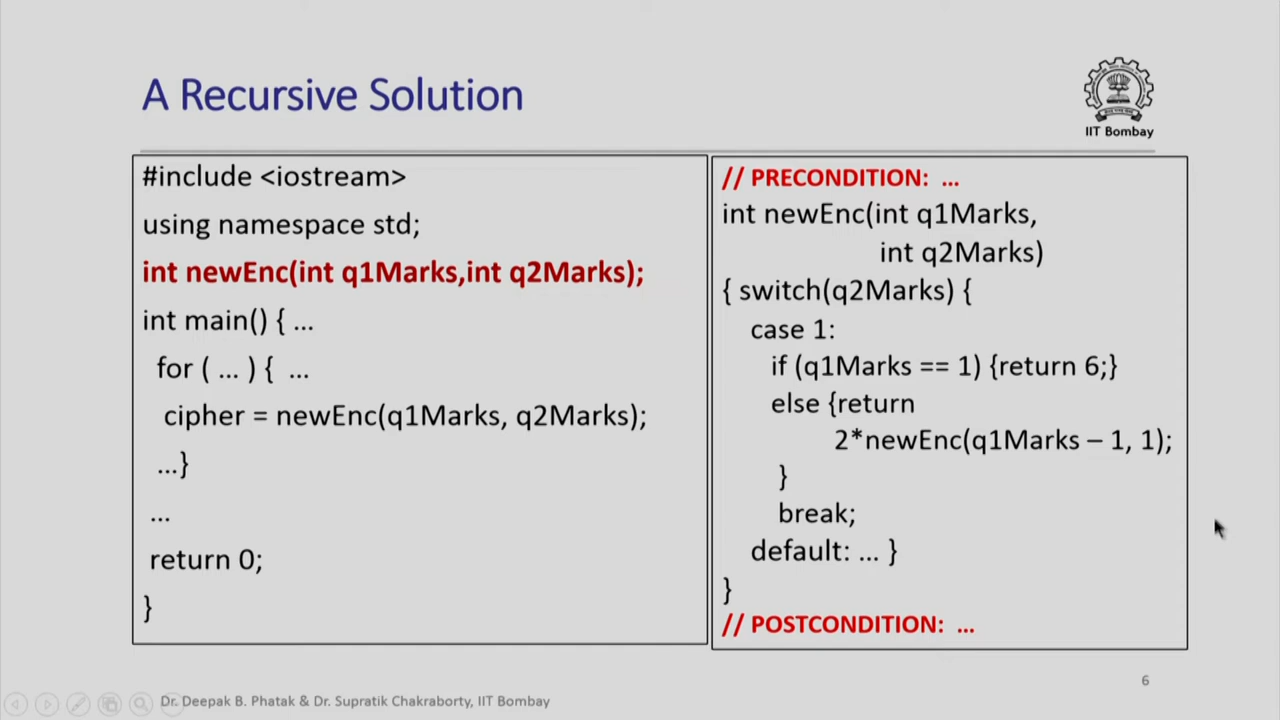 A Recursive Solution
IIT Bombay
#include <iostream>
using namespace std;
int newEnc(int q1Marks,int q2Marks);
int main() { ...
for ( ... ) { ...
cipher = newEnc(q1Marks, q2Marks);
...}
...
return 0;
}
// PRECONDITION: ...
int newEnc(int q1Marks,
int q2Marks)
{ switch(q2Marks) {
case 1:
if (q1Marks == 1) {return 6;}
else {return
2*newEnc(q1Marks – 1, 1);
}
break;
default: ... }
}
// POSTCONDITION: ...
6
Dr. Deepak B. Phatak & Dr. Supratik Chakraborty, IIT Bombay